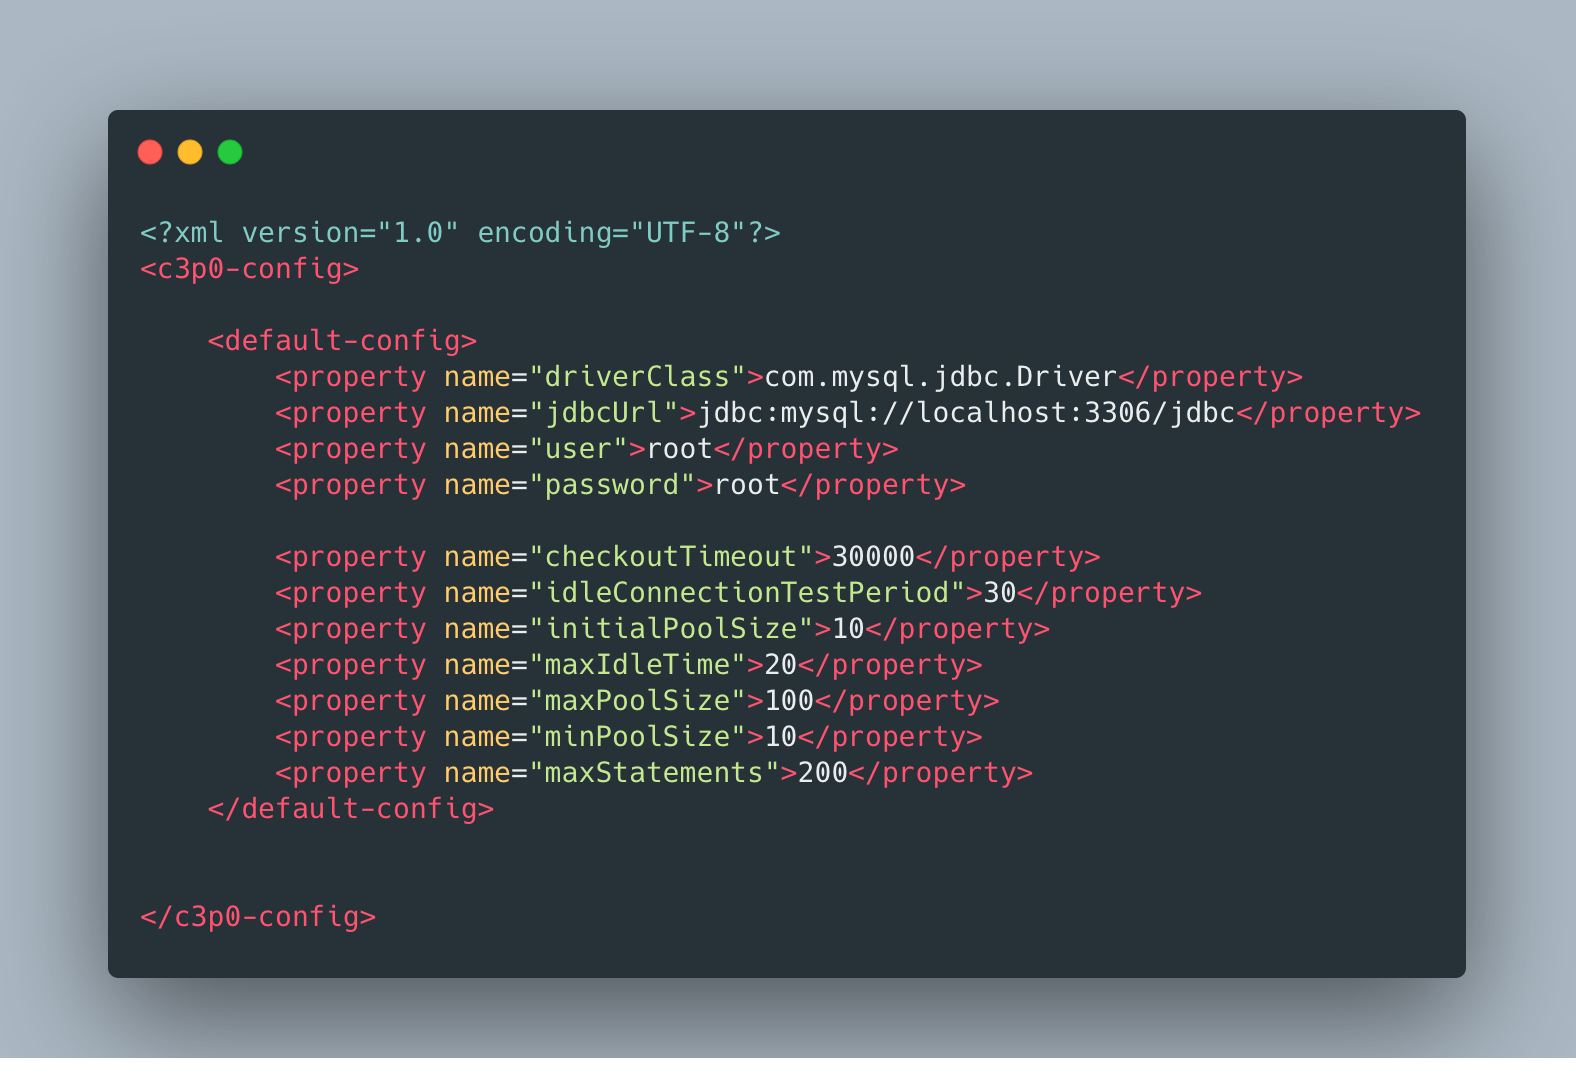 <?xml version="1.0" encoding="UTF-8"?>
<c3p0-config>
<default-config>
<property name="driverClass">com.mysql.jdbc.Driver</property>
<property name="jdbcUrl">jdbc:mysql://localhost:3306/jdbc</property>
<property name="user">root</property>
<property name="password">root</property>
<property name="checkoutTimeout">30000</property>
<property name="idleConnectionTestPeriod">30</property>
<property name="initialPoolSize">10</property>
<property name="maxIdleTime">20</property>
<property name="maxPoolSize">100</property>
<property name="minPoolSize">10</property>
<property name="maxStatements">200</property>
</default-config>
</c3p0-config>